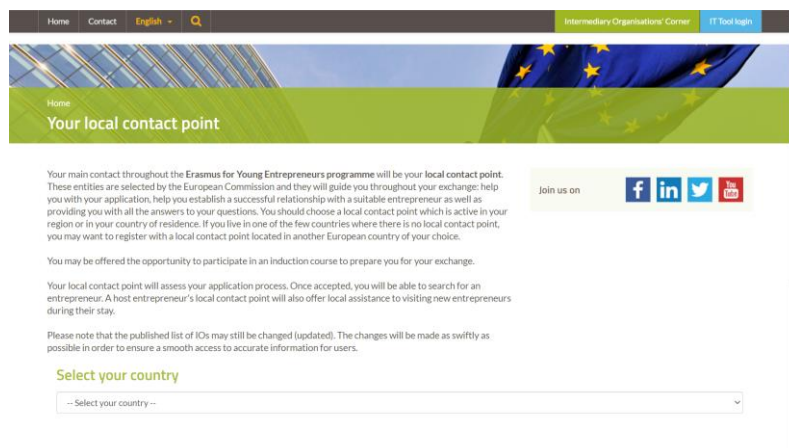 Home Contact English Intermediary Organisations' Corner IT Tool login
Home
Your local contact point
Your main contact throughout the Erasmus for Young Entrepreneurs programme will be your local contact point.
These entities are selected by the European Commission and they will guide you throughout your exchange: help
you with your application, help you establish a successful relationship with a suitable entrepreneur as well as
providing you with all the answers to your questions. You should choose a local contact point which is active in your
region or in your country of residence. If you live in one of the few countries where there is no local contact point,
you may want to register with a local contact point located in another European country of your choice.
Join us on
f in You Tube
You may be offered the opportunity to participate in an induction course to prepare you for your exchange.
Your local contact point will assess your application process. Once accepted, you will be able to search for an
entrepreneur. A host entrepreneur's local contact point will also offer local assistance to visiting new entrepreneurs
during their stay.
Please note that the published list of IOs may still be changed (updated). The changes will be made as swiftly as
possible in order to ensure a smooth access to accurate information for users.
Select your country
-- Select your country --